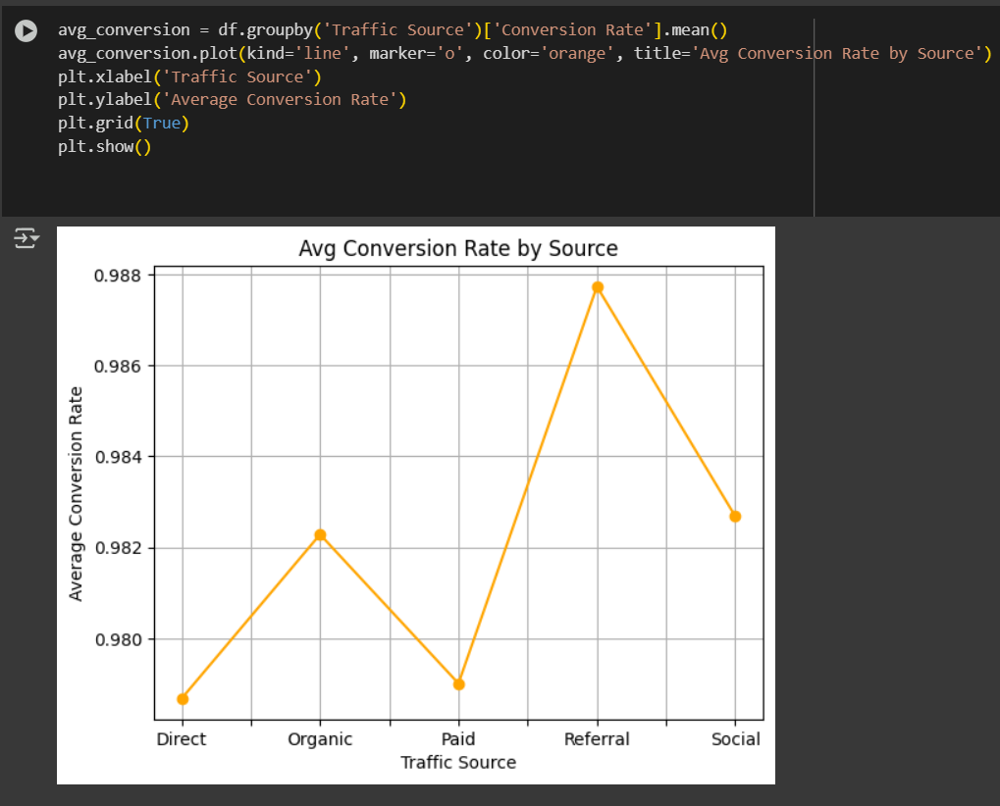 avg_conversion = df.groupby('Traffic Source')['Conversion Rate'].mean()
avg_conversion.plot(kind='line', marker='o', color='orange', title='Avg Conversion Rate by Source')
plt.xlabel('Traffic Source')
plt.ylabel('Average Conversion Rate')
plt.grid(True)
plt.show()
Avg Conversion Rate by Source
0.988
0.986
0.984
0.982
0.980
Average Conversion Rate
Direct Organic Paid Referral Social
Traffic Source